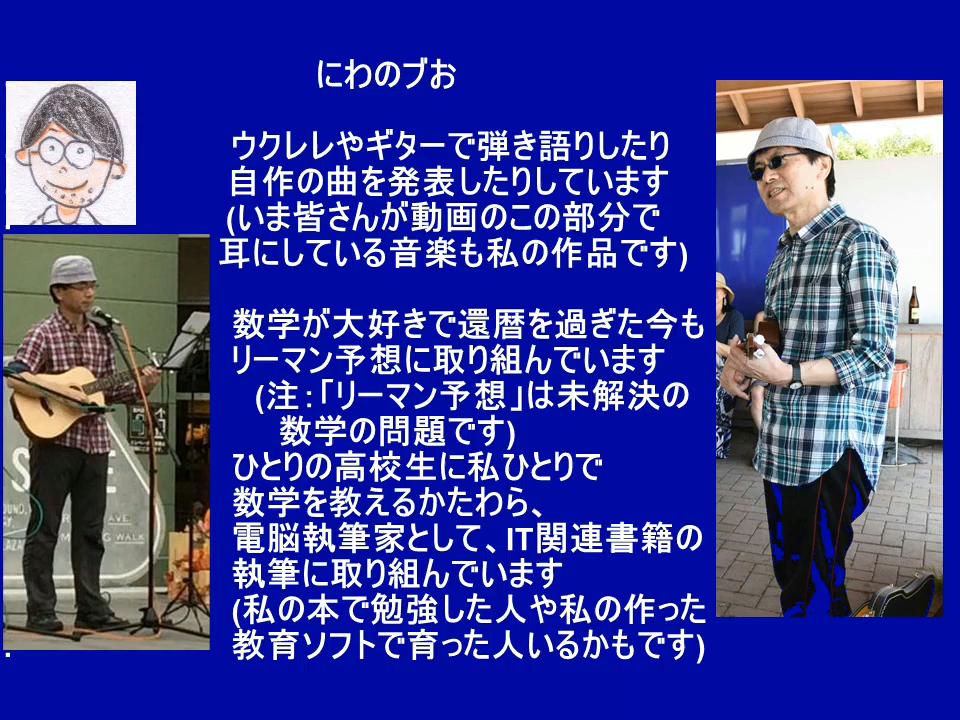 にわのブお
ウクレレやギターで弾き語りしたり
自作の曲を発表したりしています
(いま皆さんが動画のこの部分で
耳にしている音楽も私の作品です)
数学が大好きで還暦を過ぎた今も
リーマン予想に取り組んでいます
(注:「リーマン予想」は未解決の
数学の問題です)
ひとりの高校生に私ひとりで
数学を教えるかたわら、
電脳執筆家として、IT関連書籍の
執筆に取り組んでいます
(私の本で勉強した人や私の作った
教育ソフトで育った人いるかもです)